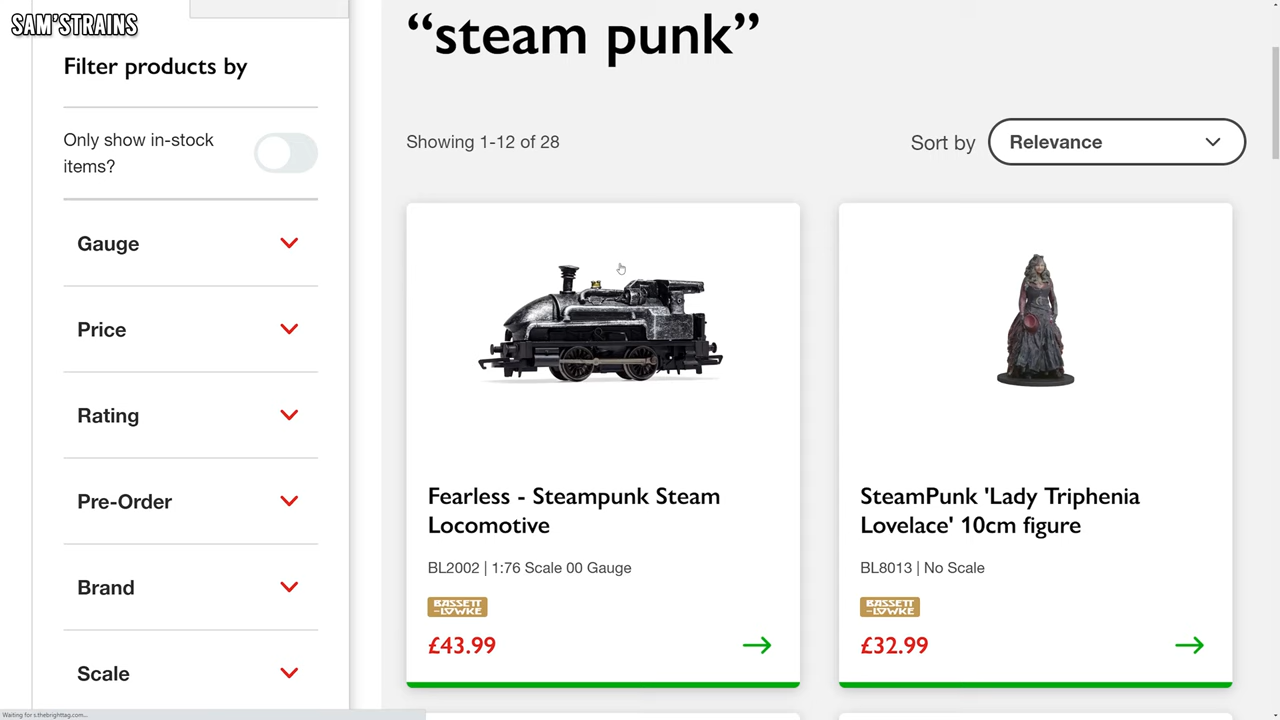 SAM'STRAINS
Filter products by
Only show in-stock
items?
Gauge
Price
Rating
Pre-Order
Brand
Scale
“steam punk”
Showing 1-12 of 28
Sort by
Relevance
Fearless - Steampunk Steam
Locomotive
BL2002 | 1:76 Scale 00 Gauge
BASSETT
-LOWKE
£43.99
SteamPunk 'Lady Triphenia
Lovelace' 10cm figure
BL8013 | No Scale
BASSETT
-LOWKE
£32.99
Waiting for s.thebrighttag.com...